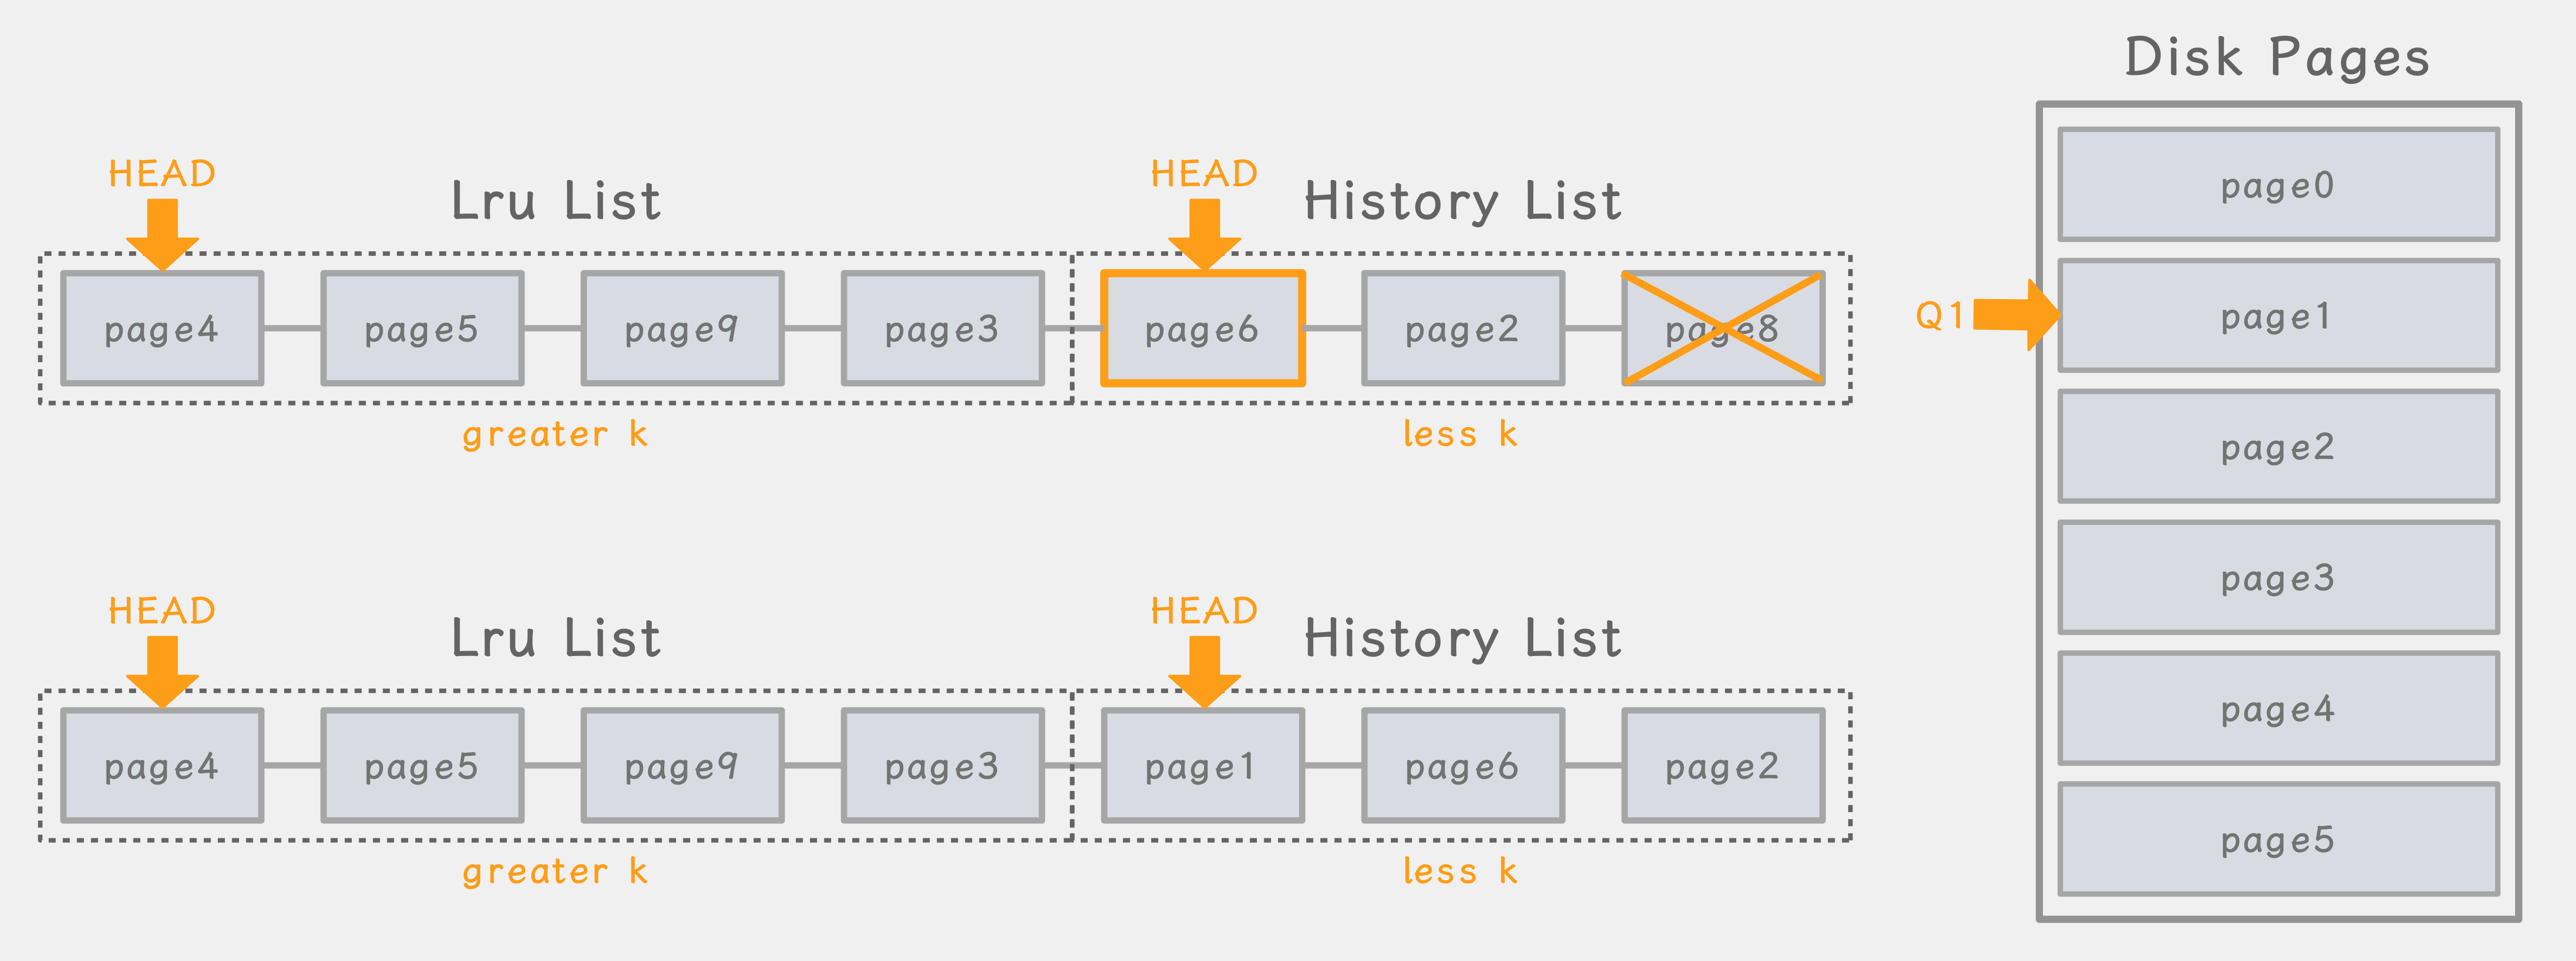 Disk Pages
HEAD
Lru List
HEAD
History List
page4
page5
page9
page3
page6
page2
page8
greater k
less k
HEAD
Lru List
HEAD
History List
page4
page5
page9
page3
page1
page6
page2
greater k
less k
page0
Q1
page1
page2
page3
page4
page5